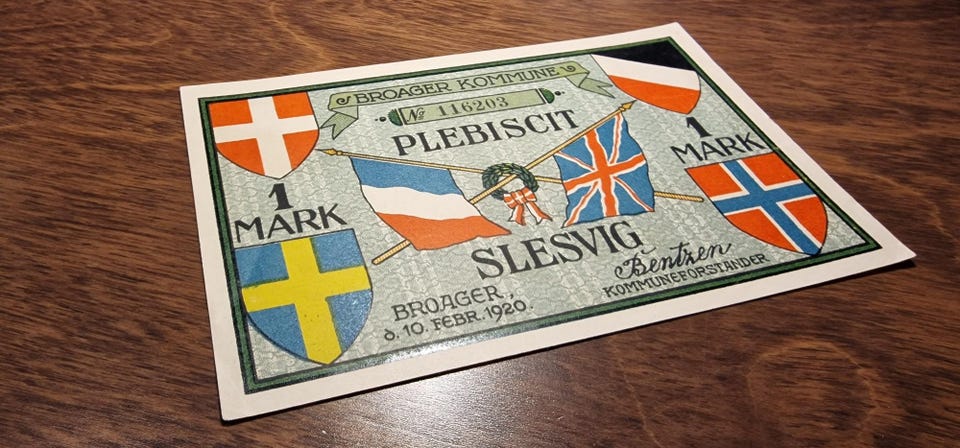 BROAGER KOMMUNE
No 116203
PLEBISCIT
1
MARK
1
MARK
SLESVIG
BROAGER,
d. 10. FEBR. 1920.
Bentzen
KOMMUNEFORSTANDER